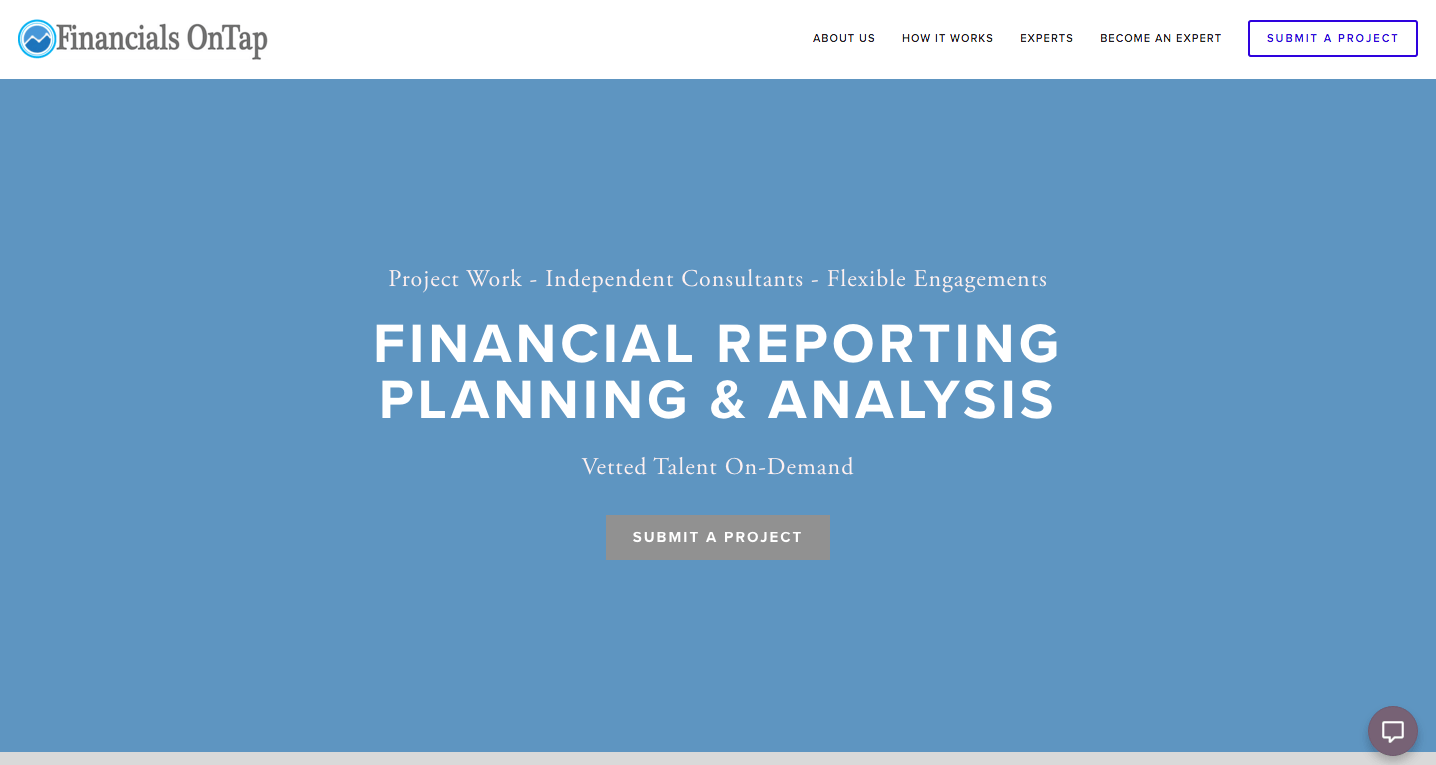 Financials OnTap
ABOUT US
HOW IT WORKS
EXPERTS
BECOME AN EXPERT
SUBMIT A PROJECT
Project Work - Independent Consultants - Flexible Engagements
FINANCIAL REPORTING
PLANNING & ANALYSIS
Vetted Talent On-Demand
SUBMIT A PROJECT